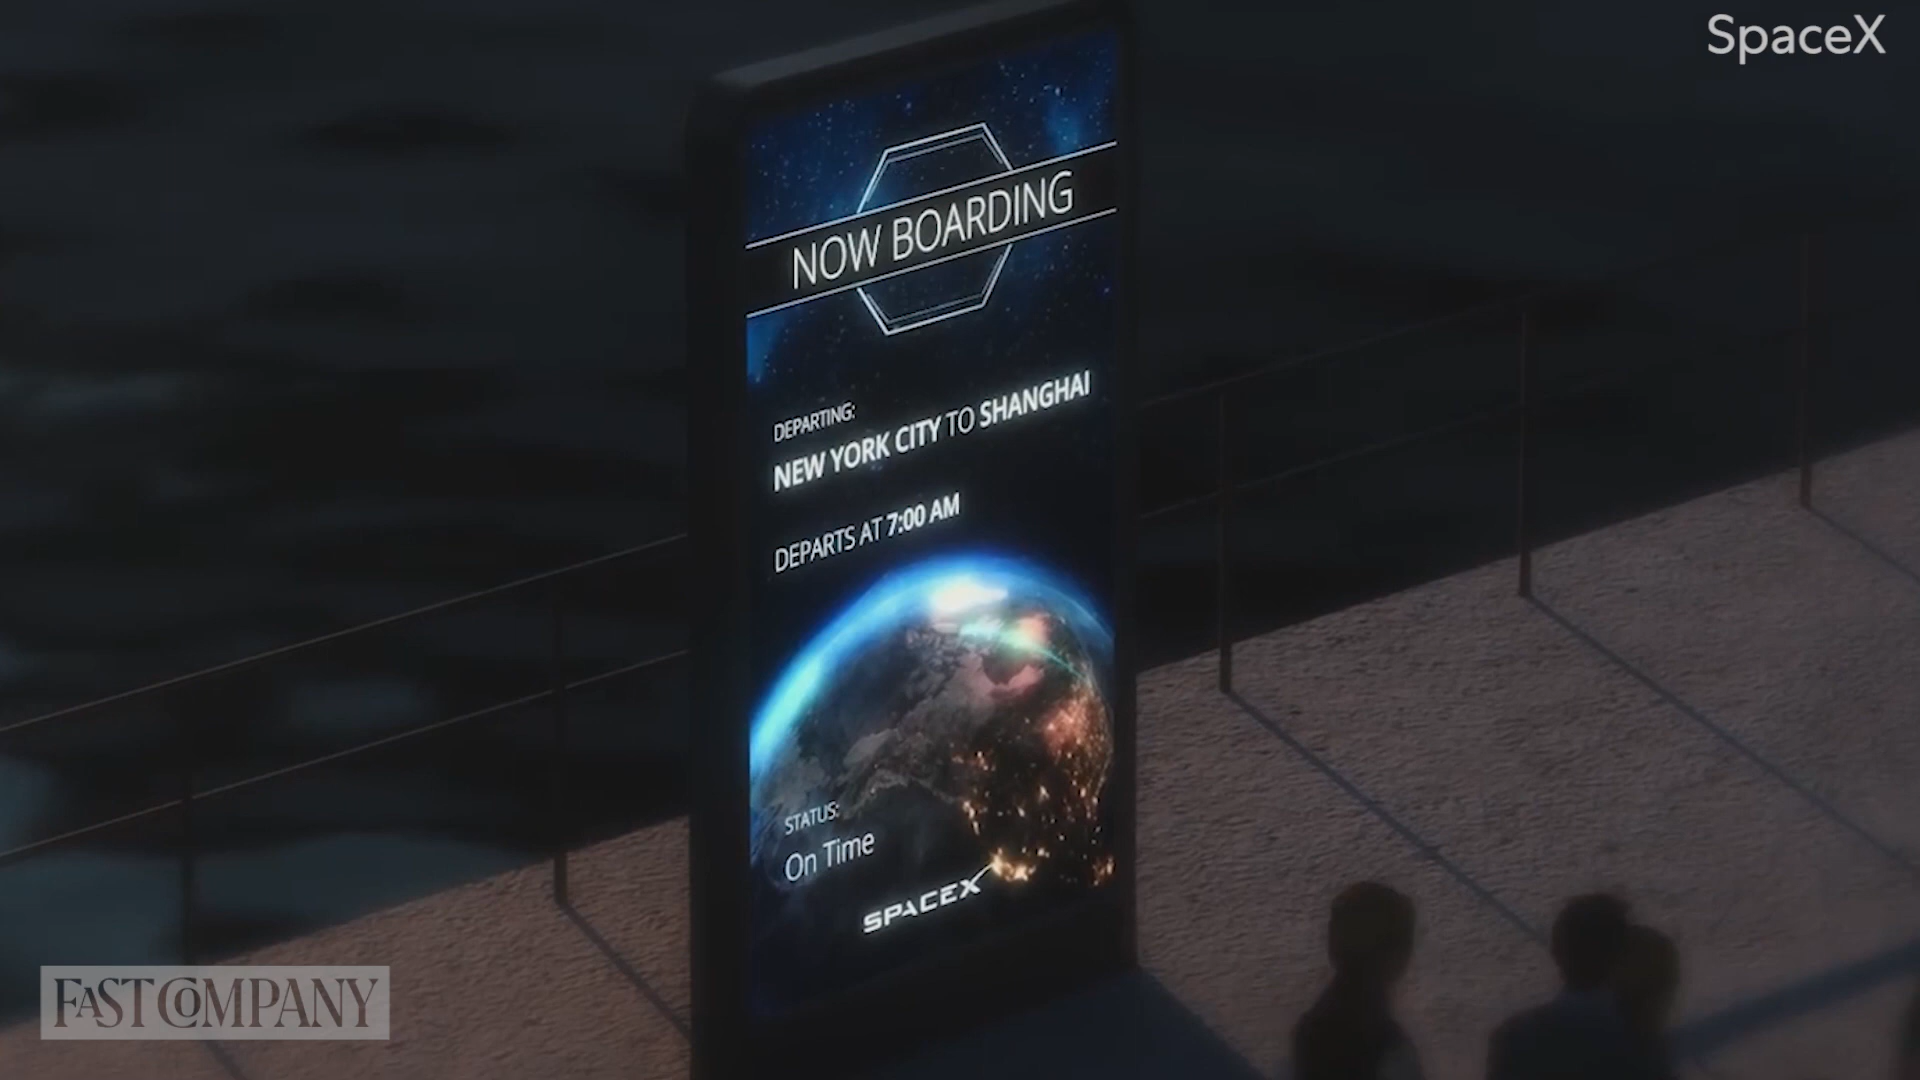 SpaceX
NOW BOARDING
DEPARTING:
NEW YORK CITY TO SHANGHAI
DEPARTS AT 7:00 AM
STATUS:
On Time
SPACEX
FAST COMPANY